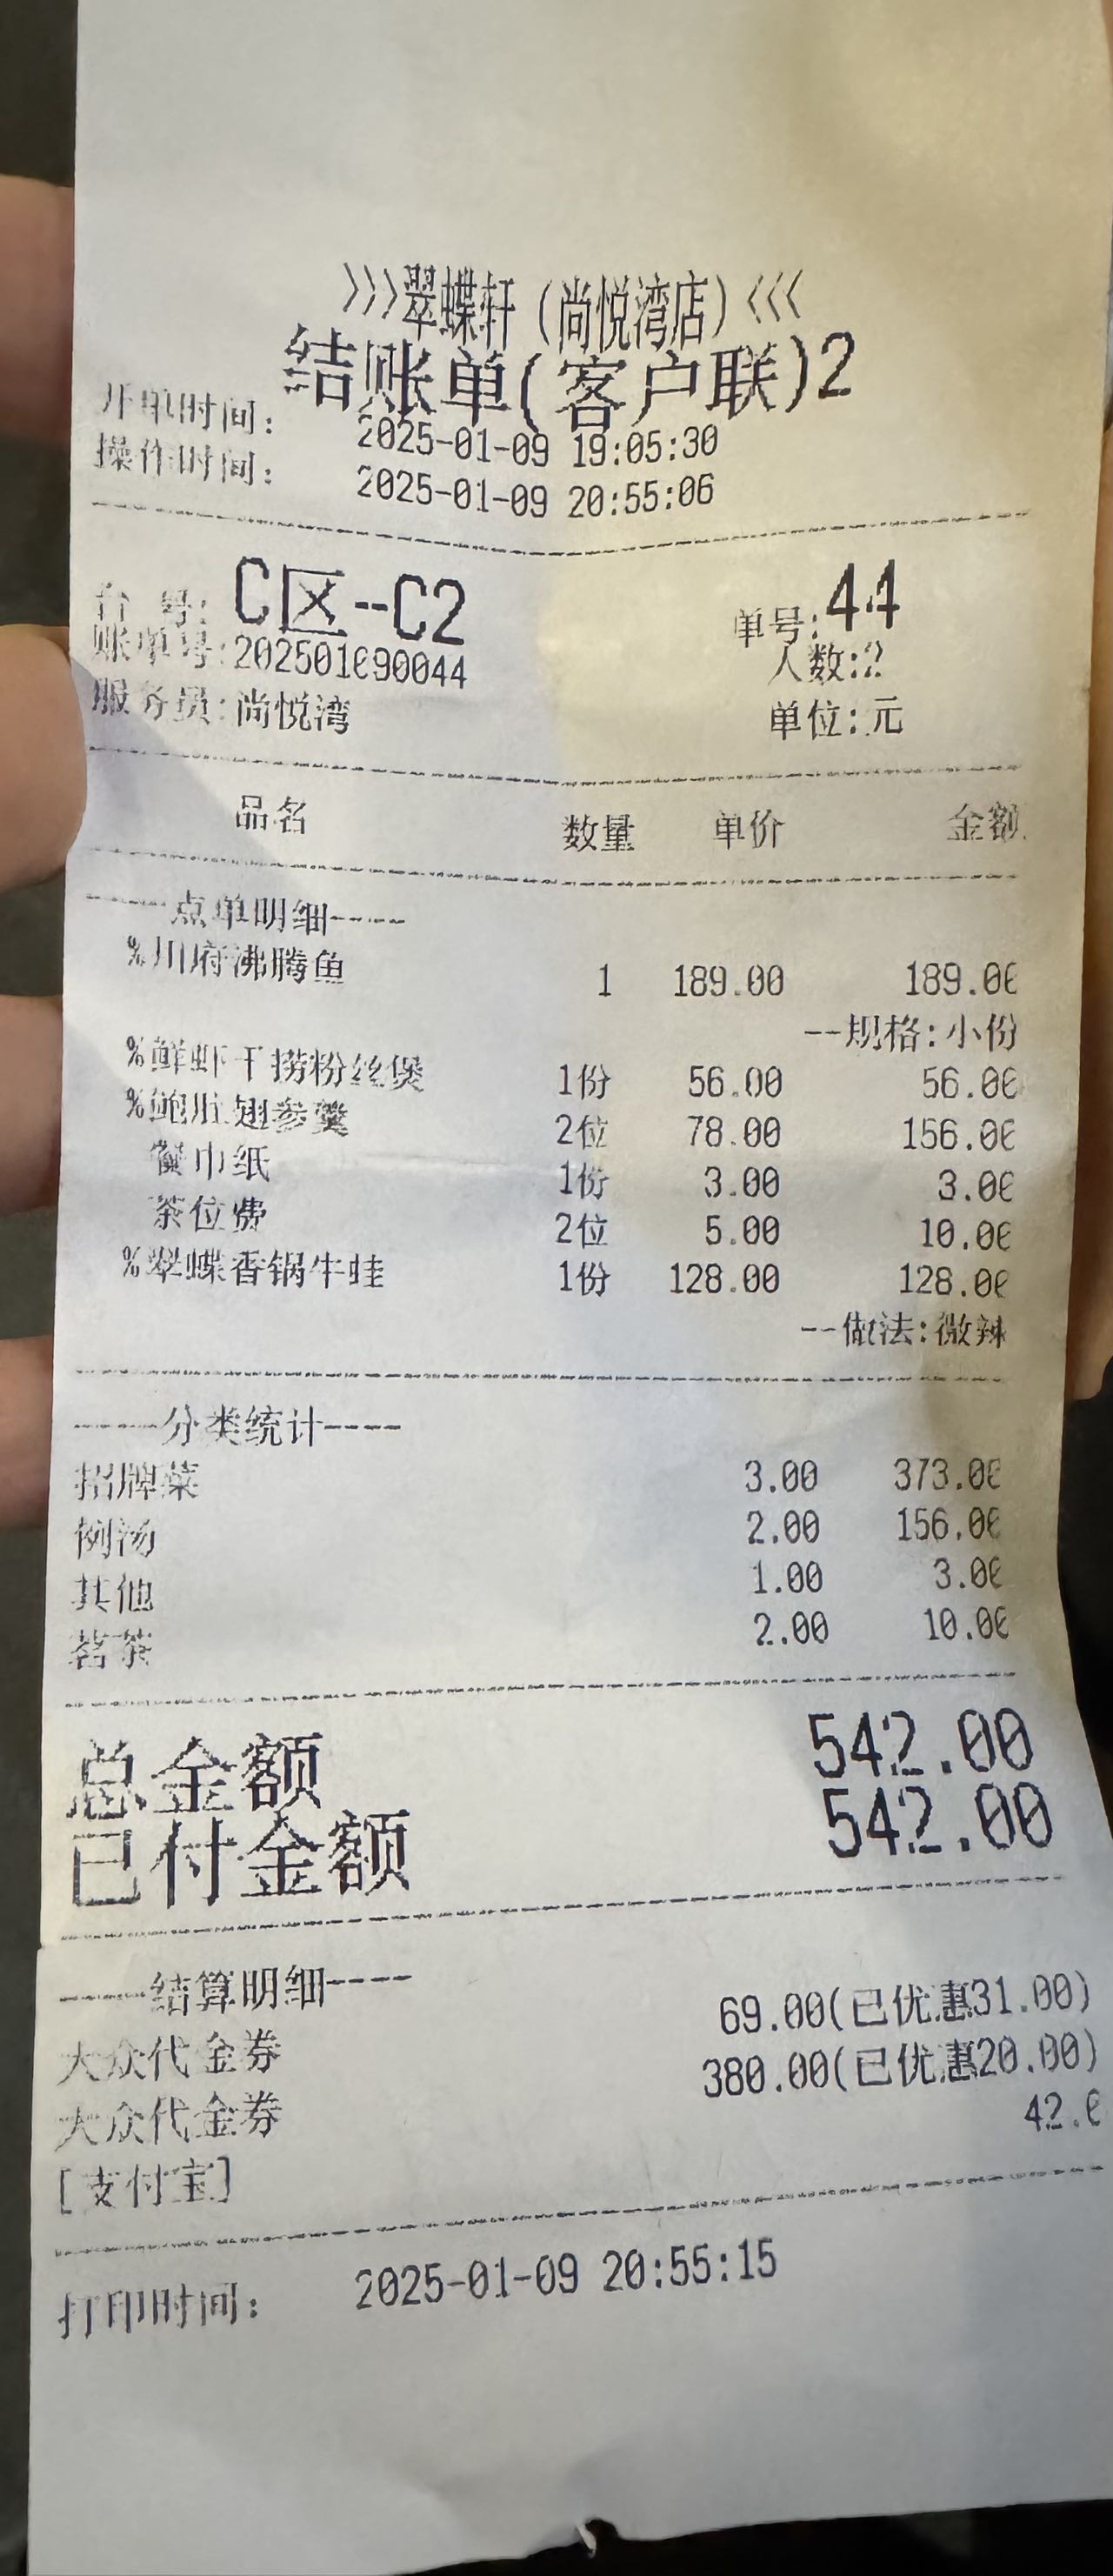 >>>翠蝶轩（尚悦湾店）<<<
结账单(客户联)2
开单时间： 2025-01-09 19:05:30
操作时间： 2025-01-09 20:55:06
台 号：C区--C2 单号:44
账单号:202501090044 人数:2
服务员:尚悦湾 单位:元
品名 数量 单价 金额
-----点单明细----
%川府沸腾鱼 1 189.00 189.00
--规格:小份
%鲜虾干捞粉丝煲 1份 56.00 56.00
%鲍肚翅参羹 2位 78.00 156.00
餐巾纸 1份 3.00 3.00
茶位费 2位 5.00 10.00
%翠蝶香锅牛蛙 1份 128.00 128.00
--做法:微辣
-----分类统计----
招牌菜 3.00 373.00
例汤 2.00 156.00
其他 1.00 3.00
茗茶 2.00 10.00
总金额 542.00
已付金额 542.00
-----结算明细----
大众代金券 69.00(已优惠31.00)
大众代金券 380.00(已优惠20.00)
[支付宝] 42.0
打印时间： 2025-01-09 20:55:15